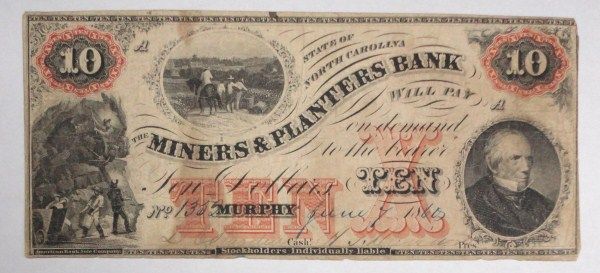 10
A
STATE OF
NORTH CAROLINA
10
THE MINERS & PLANTERS BANK
WILL PAY
A
on demand
to the bearer
Ten Dollars
TEN
TEN X
No
MURPHY
June 7 1860
Cash.r
Pres.
American Bank Note Company
Stockholders Individually liable